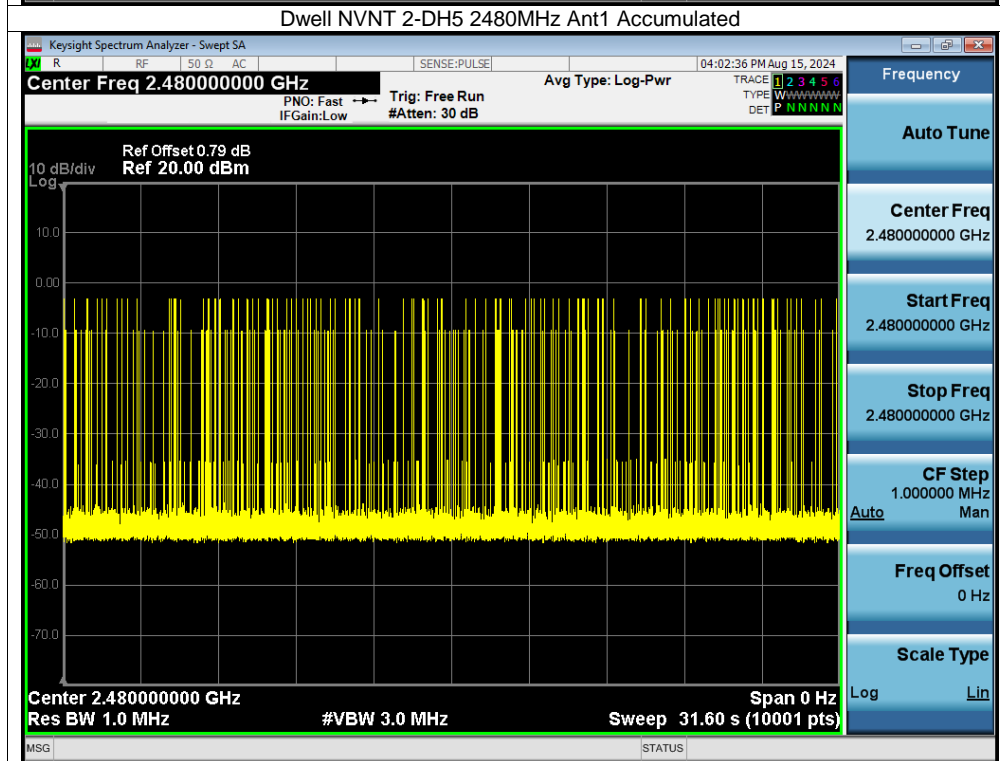 Dwell NVNT 2-DH5 2480MHz Ant1 Accumulated
Keysight Spectrum Analyzer - Swept SA
LXI R RF 50 Ω AC SENSE:PULSE 04:02:36 PM Aug 15, 2024
Center Freq 2.480000000 GHz Avg Type: Log-Pwr TRACE 1 2 3 4 5 6
PNO: Fast Trig: Free Run TYPE WWWWWW
IFGain:Low #Atten: 30 dB DET P N N N N N
Ref Offset 0.79 dB
10 dB/div Ref 20.00 dBm
Log
10.0
0.00
-10.0
-20.0
-30.0
-40.0
-50.0
-60.0
-70.0
Center 2.480000000 GHz Span 0 Hz
Res BW 1.0 MHz #VBW 3.0 MHz Sweep 31.60 s (10001 pts)
MSG STATUS
Frequency
Auto Tune
Center Freq
2.480000000 GHz
Start Freq
2.480000000 GHz
Stop Freq
2.480000000 GHz
CF Step
1.000000 MHz
Auto Man
Freq Offset
0 Hz
Scale Type
Log Lin